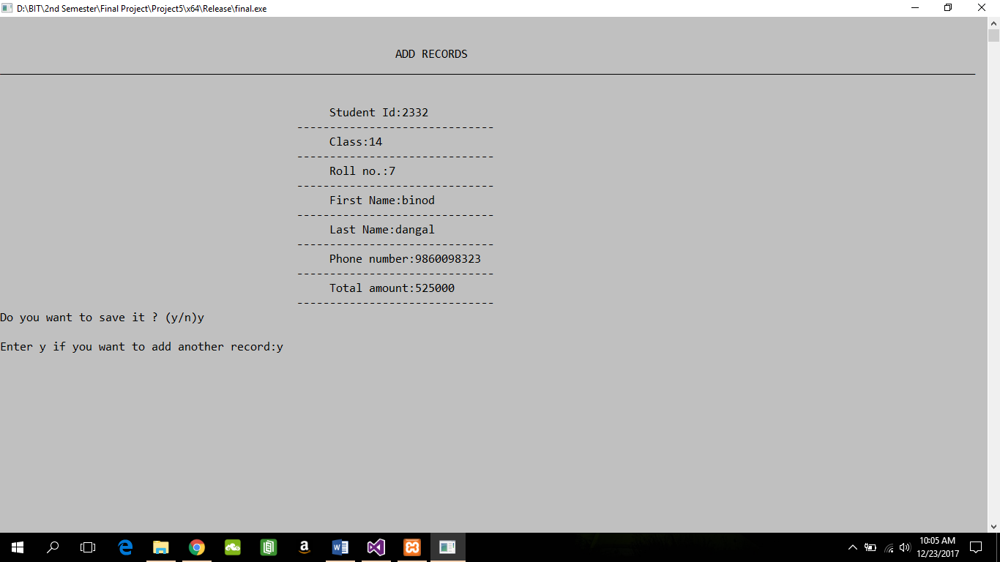 D:\BIT\2nd Semester\Final Project\Project5\x64\Release\final.exe
ADD RECORDS
Student Id:2332
------------------------------
Class:14
------------------------------
Roll no.:7
------------------------------
First Name:binod
------------------------------
Last Name:dangal
------------------------------
Phone number:9860098323
------------------------------
Total amount:525000
------------------------------
Do you want to save it ? (y/n)y
Enter y if you want to add another record:y
10:05 AM
12/23/2017